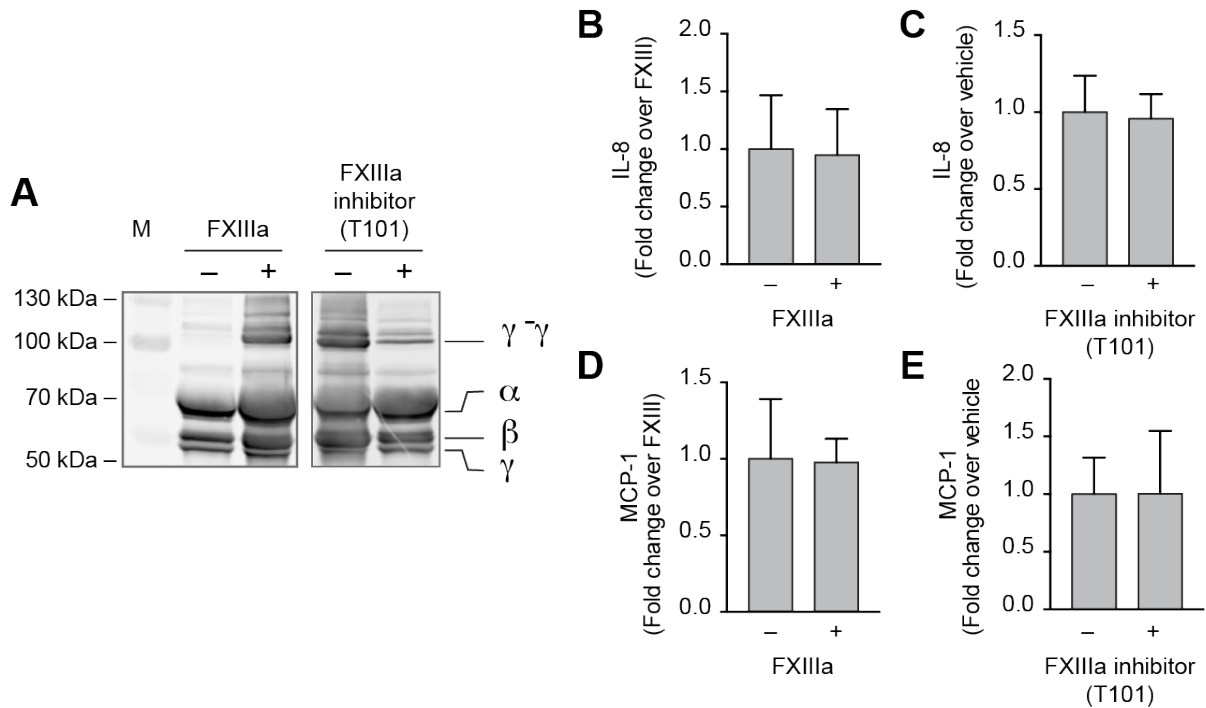 A
M
FXIIIa
FXIIIa
inhibitor
(T101)
– + – +
130 kDa –
100 kDa –
70 kDa –
50 kDa –
γ-γ
α
β
γ
B
IL-8
(Fold change over FXIII)
2.0
1.5
1.0
0.5
0.0
– +
FXIIIa
C
IL-8
(Fold change over vehicle)
1.5
1.0
0.5
0.0
– +
FXIIIa inhibitor
(T101)
D
MCP-1
(Fold change over FXIII)
1.5
1.0
0.5
0.0
– +
FXIIIa
E
MCP-1
(Fold change over vehicle
2.0
1.5
1.0
0.5
0.0
– +
FXIIIa inhibitor
(T101)